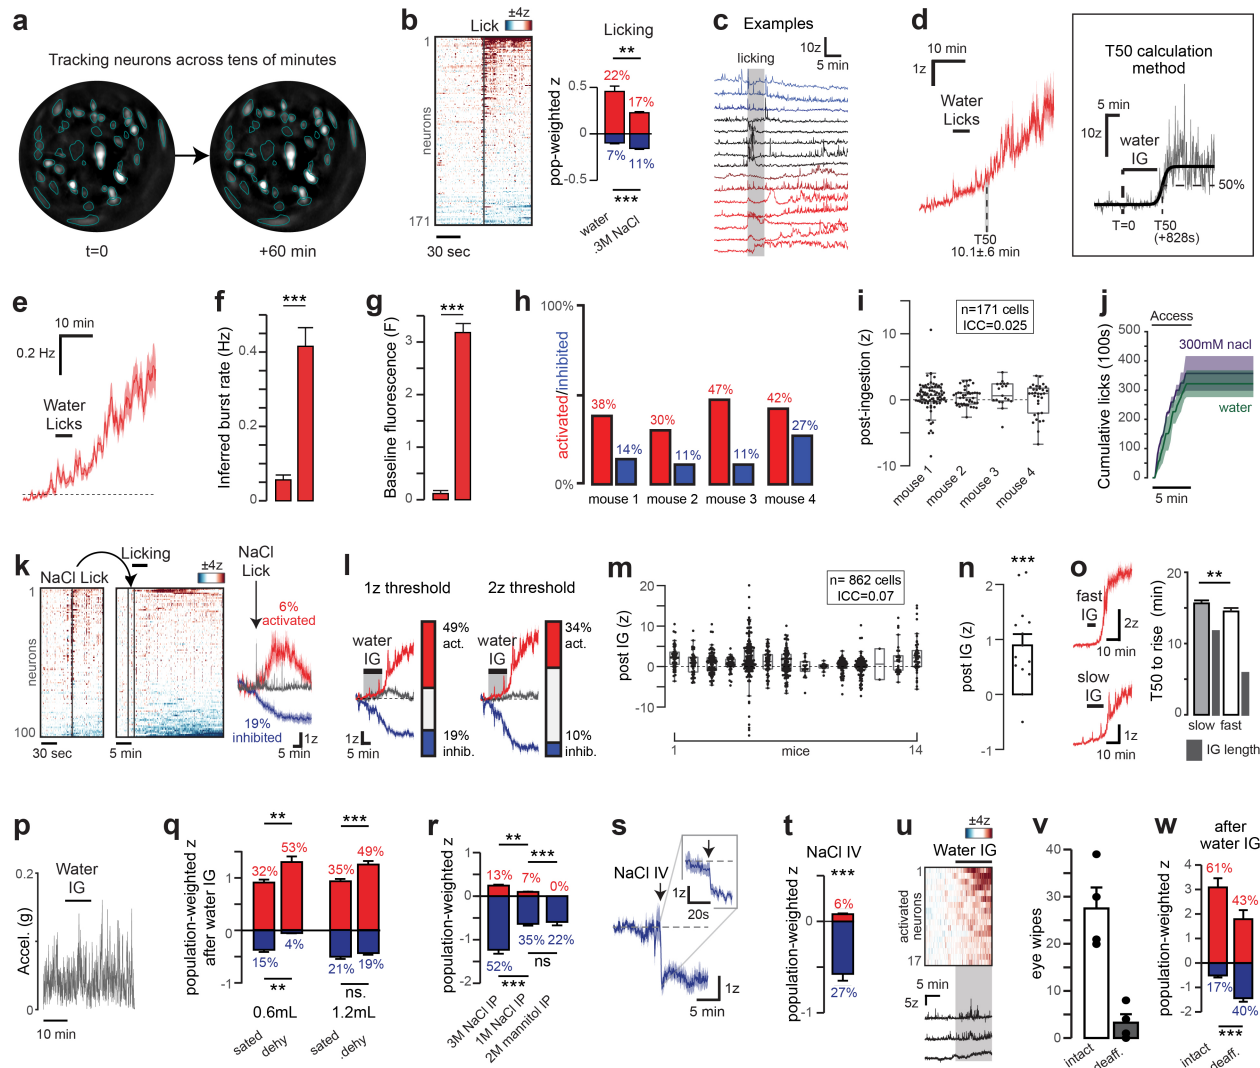 a
Tracking neurons across tens of minutes
t=0
+60 min
b
Lick
±4z
1
neurons
171
30 sec
Licking
**
pop-weighted z
0.5
0
-0.5
22%
17%
7%
11%
***
water
.3M NaCl
c
Examples
10z
5 min
licking
d
10 min
1z
Water
Licks
T50
10.1±.6 min
T50 calculation
method
5 min
10z
water
IG
50%
T=0
T50
(+828s)
e
10 min
0.2 Hz
Water
Licks
f
***
Inferred burst rate (Hz)
0.4
0.2
0
g
***
Baseline fluorescence (F)
3
2
1
0
h
100%
0%
activated/inhibited
38%
14%
30%
11%
47%
11%
42%
27%
mouse 1
mouse 2
mouse 3
mouse 4
i
n=171 cells
ICC=0.025
post-ingestion (z)
10
0
-10
mouse 1
mouse 2
mouse 3
mouse 4
j
Access
Cumulative licks (100s)
500
400
300
200
100
0
300mM nacl
water
5 min
k
NaCl Lick
Licking
±4z
1
neurons
100
30 sec
5 min
NaCl
Lick
6%
activated
19%
inhibited
1z
5 min
l
1z threshold
water
IG
49%
act.
19%
inhib.
1z
5 min
2z threshold
water
IG
34%
act.
10%
inhib.
5 min
m
n= 862 cells
ICC=0.07
post IG (z)
20
10
0
-10
1
mice
14
n
***
post IG (z)
2
1
0
-1
o
fast
IG
2z
10 min
slow
IG
1z
10 min
**
T50 to rise (min)
20
10
0
slow
fast
IG length
p
Water
IG
Accel. (g)
0.2
0
10 min
q
population-weighted z
after water IG
1
0
-1
**
***
32%
53%
35%
49%
15%
4%
21%
19%
**
ns.
0.6mL
1.2mL
sated
dehy
sated
.dehy
r
population-weighted z
1
0
-1
-2
**
***
13%
7%
0%
52%
35%
22%
***
ns
3M NaCl IP
1M NaCl IP
2M mannitol IP
s
NaCl IV
1z
20s
1z
5 min
t
NaCl IV
***
population-weighted z
0
-1
6%
27%
u
±4z
Water IG
1
activated
neurons
17
5 min
5z
v
eye wipes
40
30
20
10
0
intact
deaff.
w
after
water IG
population-weighted z
4
3
2
1
0
-1
-2
61%
43%
17%
40%
***
intact
deaff.